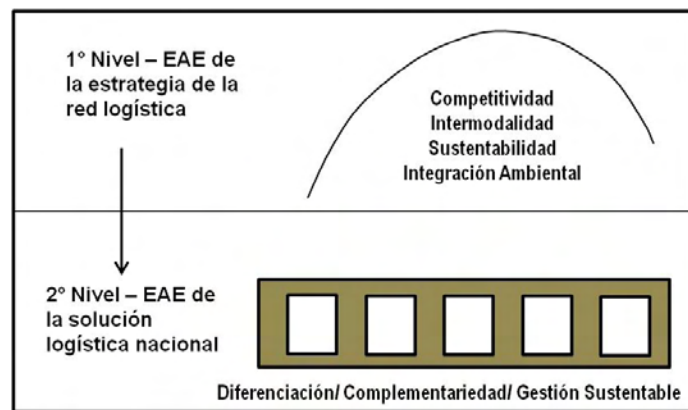 1° Nivel – EAE de
la estrategia de la
red logística
Competitividad
Intermodalidad
Sustentabilidad
Integración Ambiental
2° Nivel – EAE de
la solución
logística nacional
Diferenciación/ Complementariedad/ Gestión Sustentable